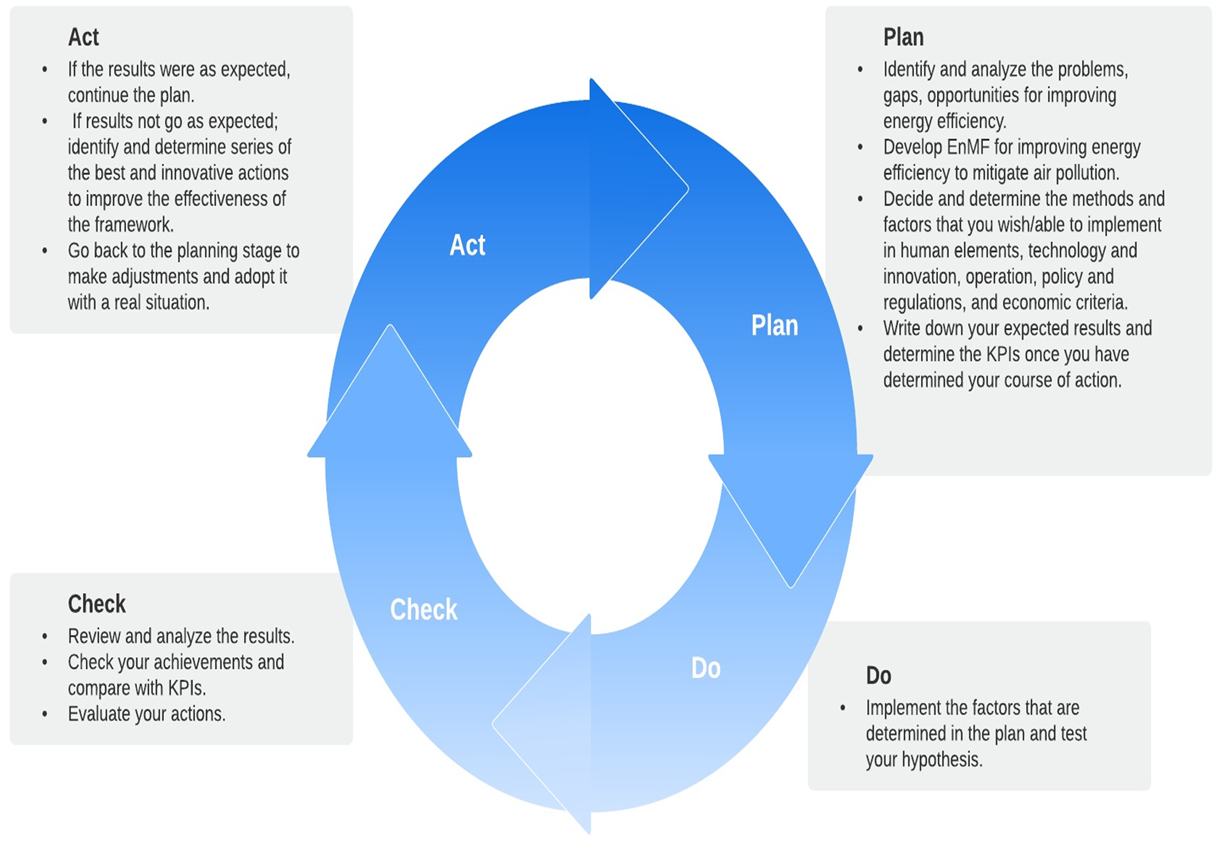 Act
• If the results were as expected,
continue the plan.
• If results not go as expected;
identify and determine series of
the best and innovative actions
to improve the effectiveness of
the framework.
• Go back to the planning stage to
make adjustments and adopt it
with a real situation.
Plan
• Identify and analyze the problems,
gaps, opportunities for improving
energy efficiency.
• Develop EnMF for improving energy
efficiency to mitigate air pollution.
• Decide and determine the methods and
factors that you wish/able to implement
in human elements, technology and
innovation, operation, policy and
regulations, and economic criteria.
• Write down your expected results and
determine the KPIs once you have
determined your course of action.
Act
Plan
Check
Do
Check
• Review and analyze the results.
• Check your achievements and
compare with KPIs.
• Evaluate your actions.
Do
• Implement the factors that are
determined in the plan and test
your hypothesis.